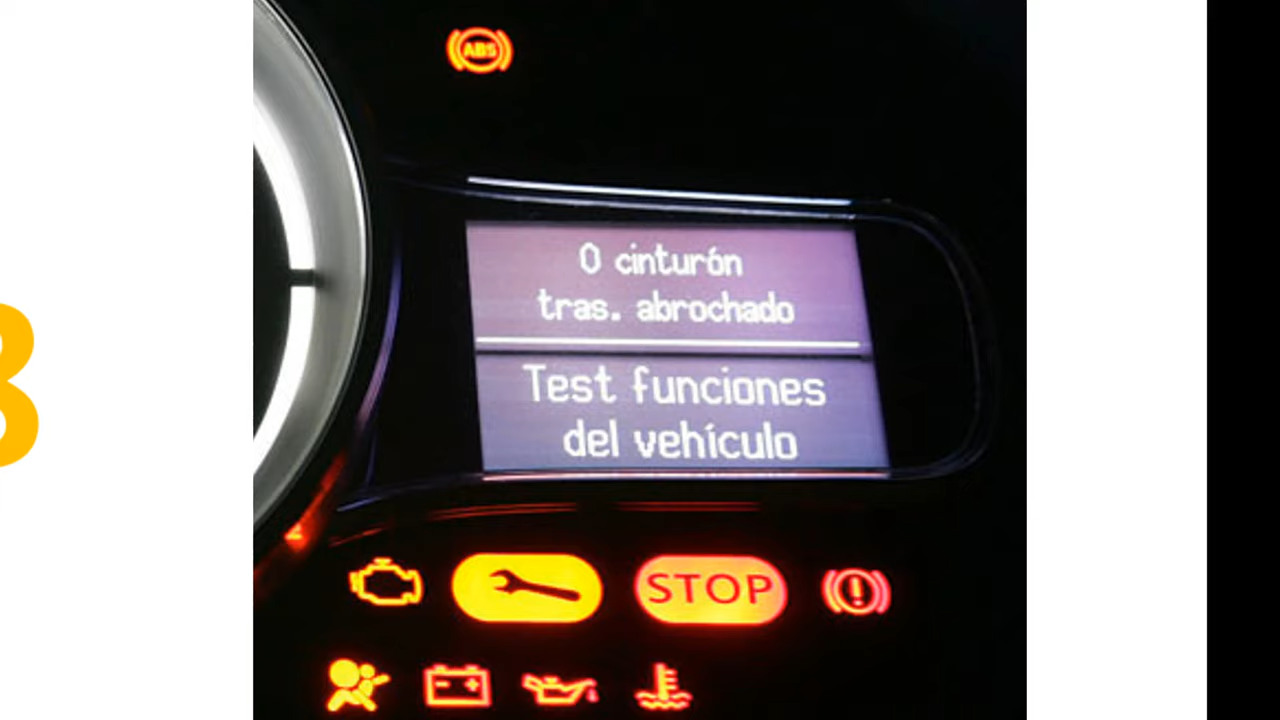 ABS
0 cinturón
tras. abrochado
Test funciones
del vehículo
STOP